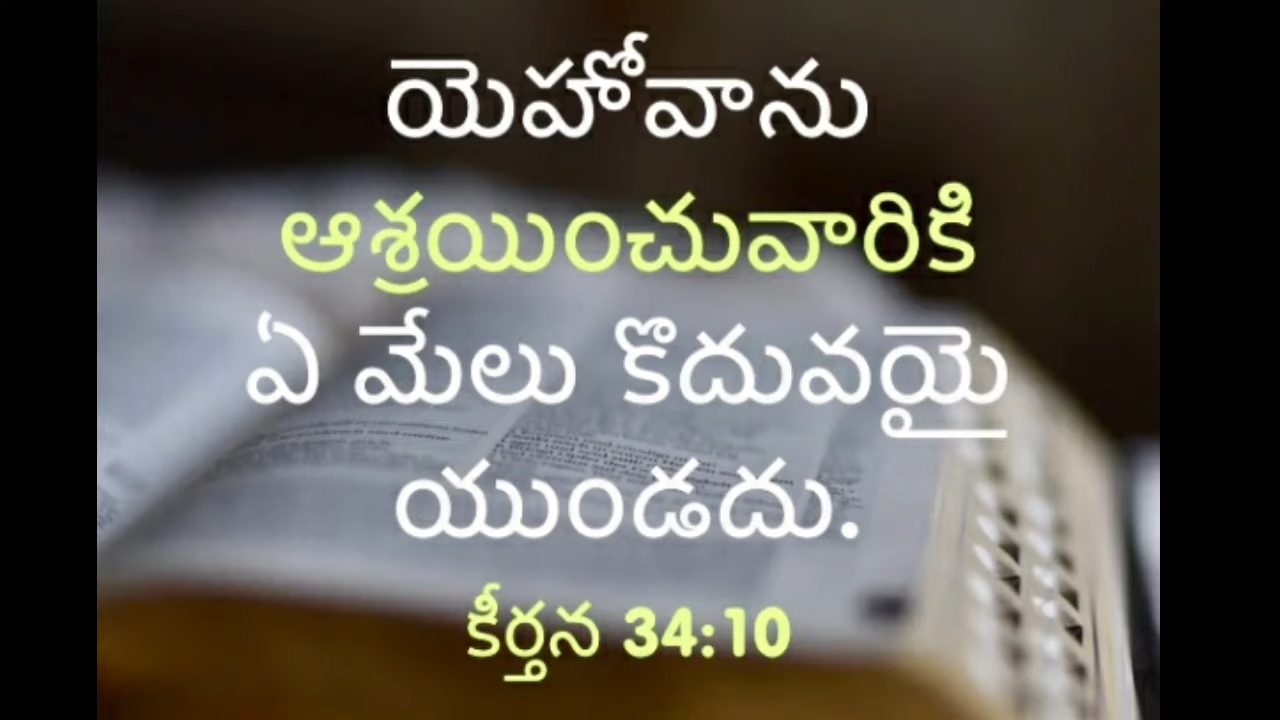 యెహోవాను
ఆశ్రయించువారికి
ఏ మేలు కొదువయై
యుండదు.
కీర్తన 34:10